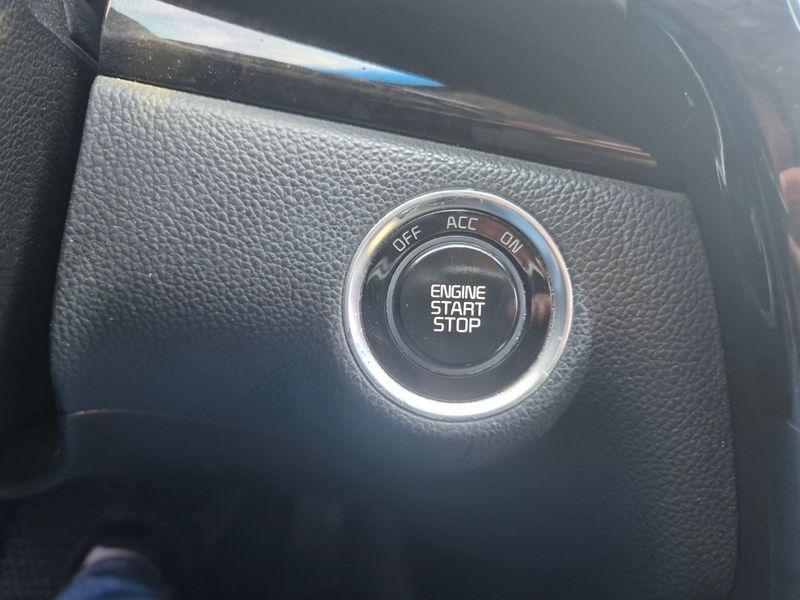 OFF ACC ON
ENGINE
START
STOP